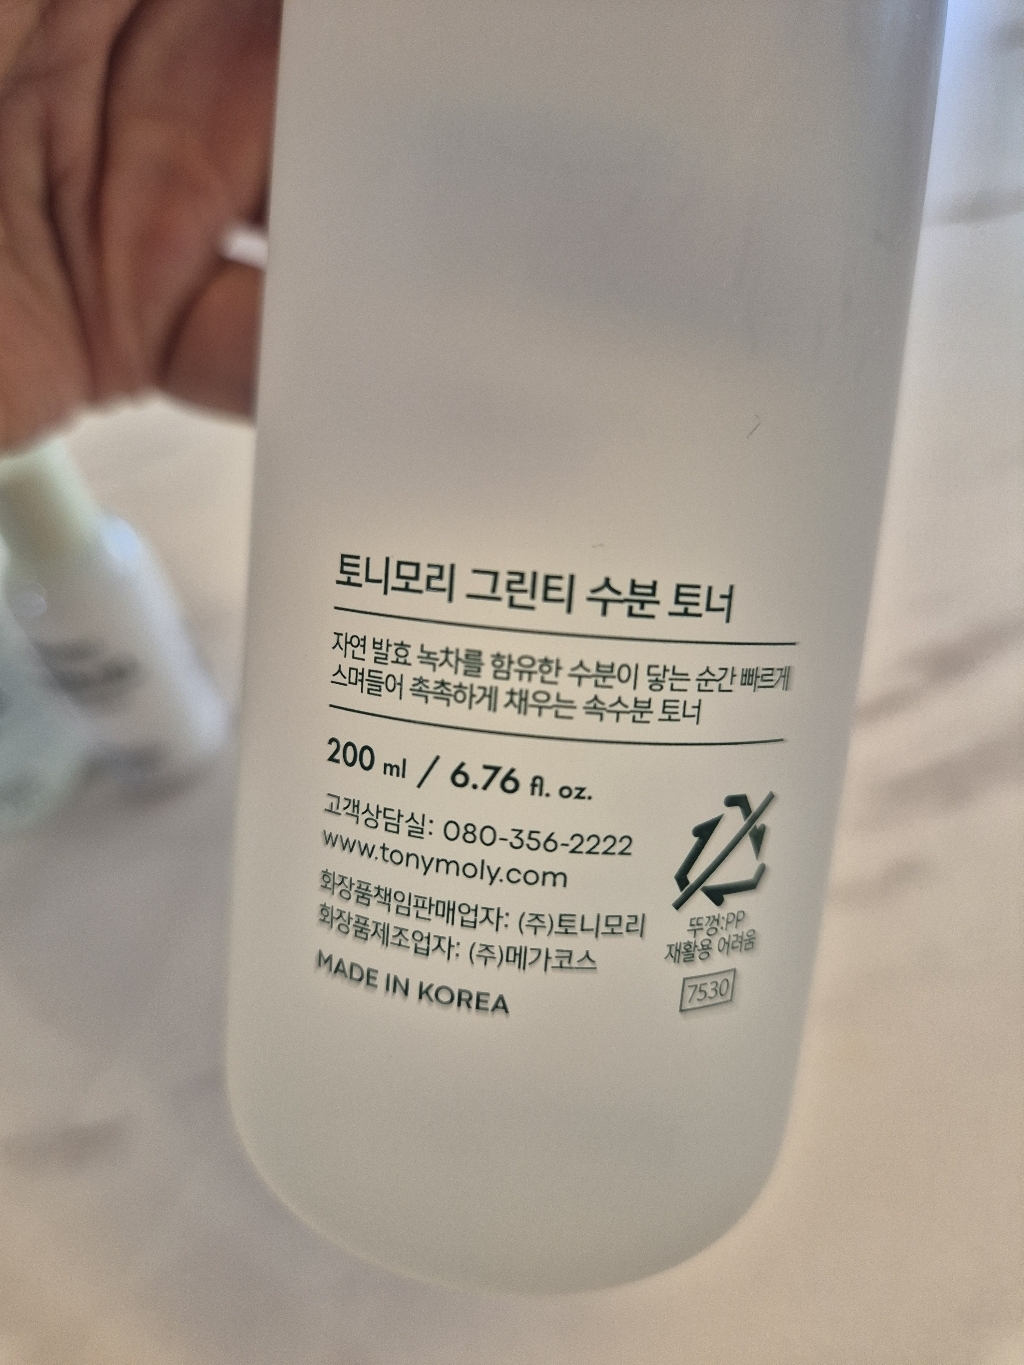 토니모리 그린티 수분 토너
자연 발효 녹차를 함유한 수분이 닿는 순간 빠르게
스며들어 촉촉하게 채우는 속수분 토너
200 ml / 6.76 fl. oz.
고객상담실: 080-356-2222
www.tonymoly.com
화장품책임판매업자: (주)토니모리
화장품제조업자: (주)메가코스
MADE IN KOREA
뚜껑:PP
재활용 어려움
7530